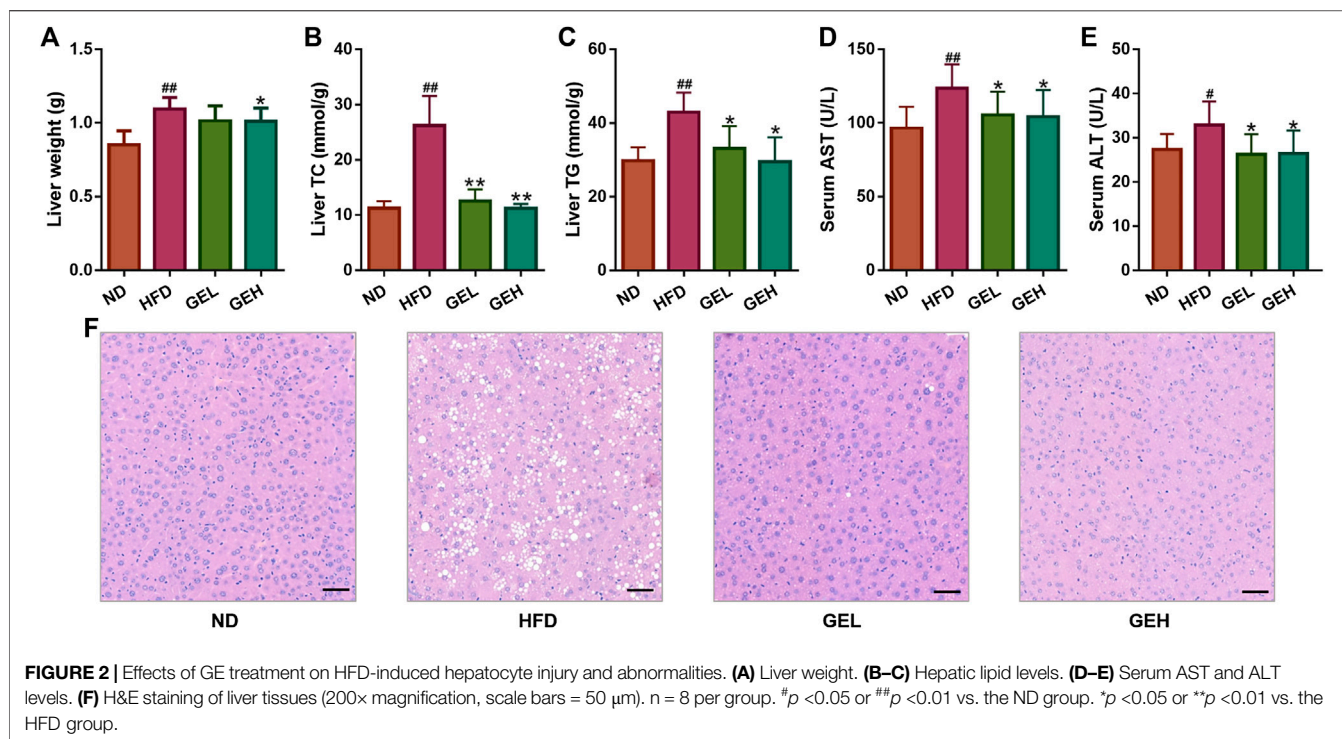 A
Liver weight (g)
1.5
1.0
0.5
0.0
##
*
ND
HFD
GEL
GEH
B
Liver TC (mmol/g)
40
30
20
10
0
##
**
**
ND
HFD
GEL
GEH
C
Liver TG (mmol/g)
60
40
20
0
##
*
*
ND
HFD
GEL
GEH
D
Serum AST (U/L)
150
100
50
0
##
*
*
ND
HFD
GEL
GEH
E
Serum ALT (U/L)
50
40
30
20
10
0
#
*
*
ND
HFD
GEL
GEH
F
ND
HFD
GEL
GEH
FIGURE 2 | Effects of GE treatment on HFD-induced hepatocyte injury and abnormalities. (A) Liver weight. (B–C) Hepatic lipid levels. (D–E) Serum AST and ALT
levels. (F) H&E staining of liver tissues (200× magnification, scale bars = 50 μm). n = 8 per group. #p <0.05 or ##p <0.01 vs. the ND group. *p <0.05 or **p <0.01 vs. the
HFD group.